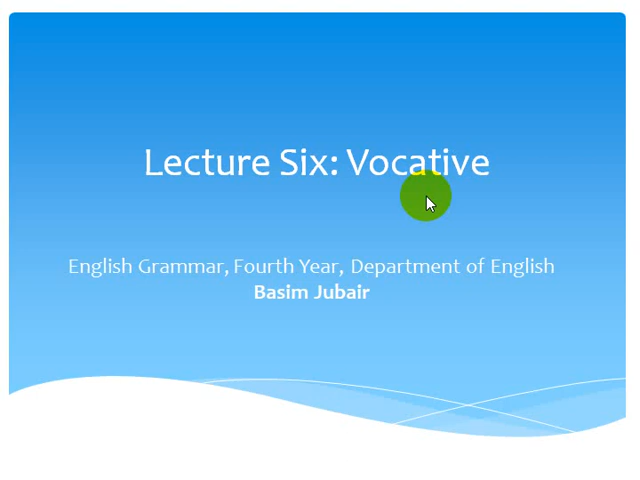 Lecture Six: Vocative
English Grammar, Fourth Year, Department of English
Basim Jubair